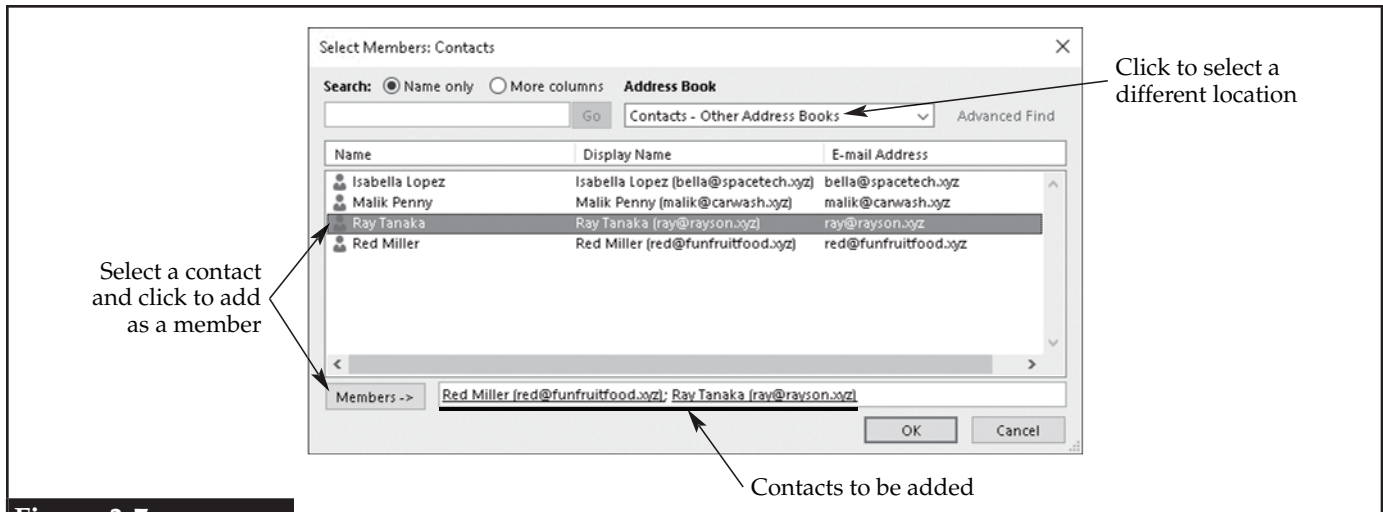 Select Members: Contacts
Search: Name only More columns Address Book
Go Contacts - Other Address Books Advanced Find
Click to select a
different location
Name Display Name E-mail Address
Isabella Lopez Isabella Lopez (bella@spacetech.xyz) bella@spacetech.xyz
Malik Penny Malik Penny (malik@carwash.xyz) malik@carwash.xyz
Ray Tanaka Ray Tanaka (ray@rayson.xyz) ray@rayson.xyz
Red Miller Red Miller (red@funfruitfood.xyz) red@funfruitfood.xyz
Select a contact
and click to add
as a member
Members -> Red Miller (red@funfruitfood.xyz); Ray Tanaka (ray@rayson.xyz)
OK Cancel
Contacts to be added